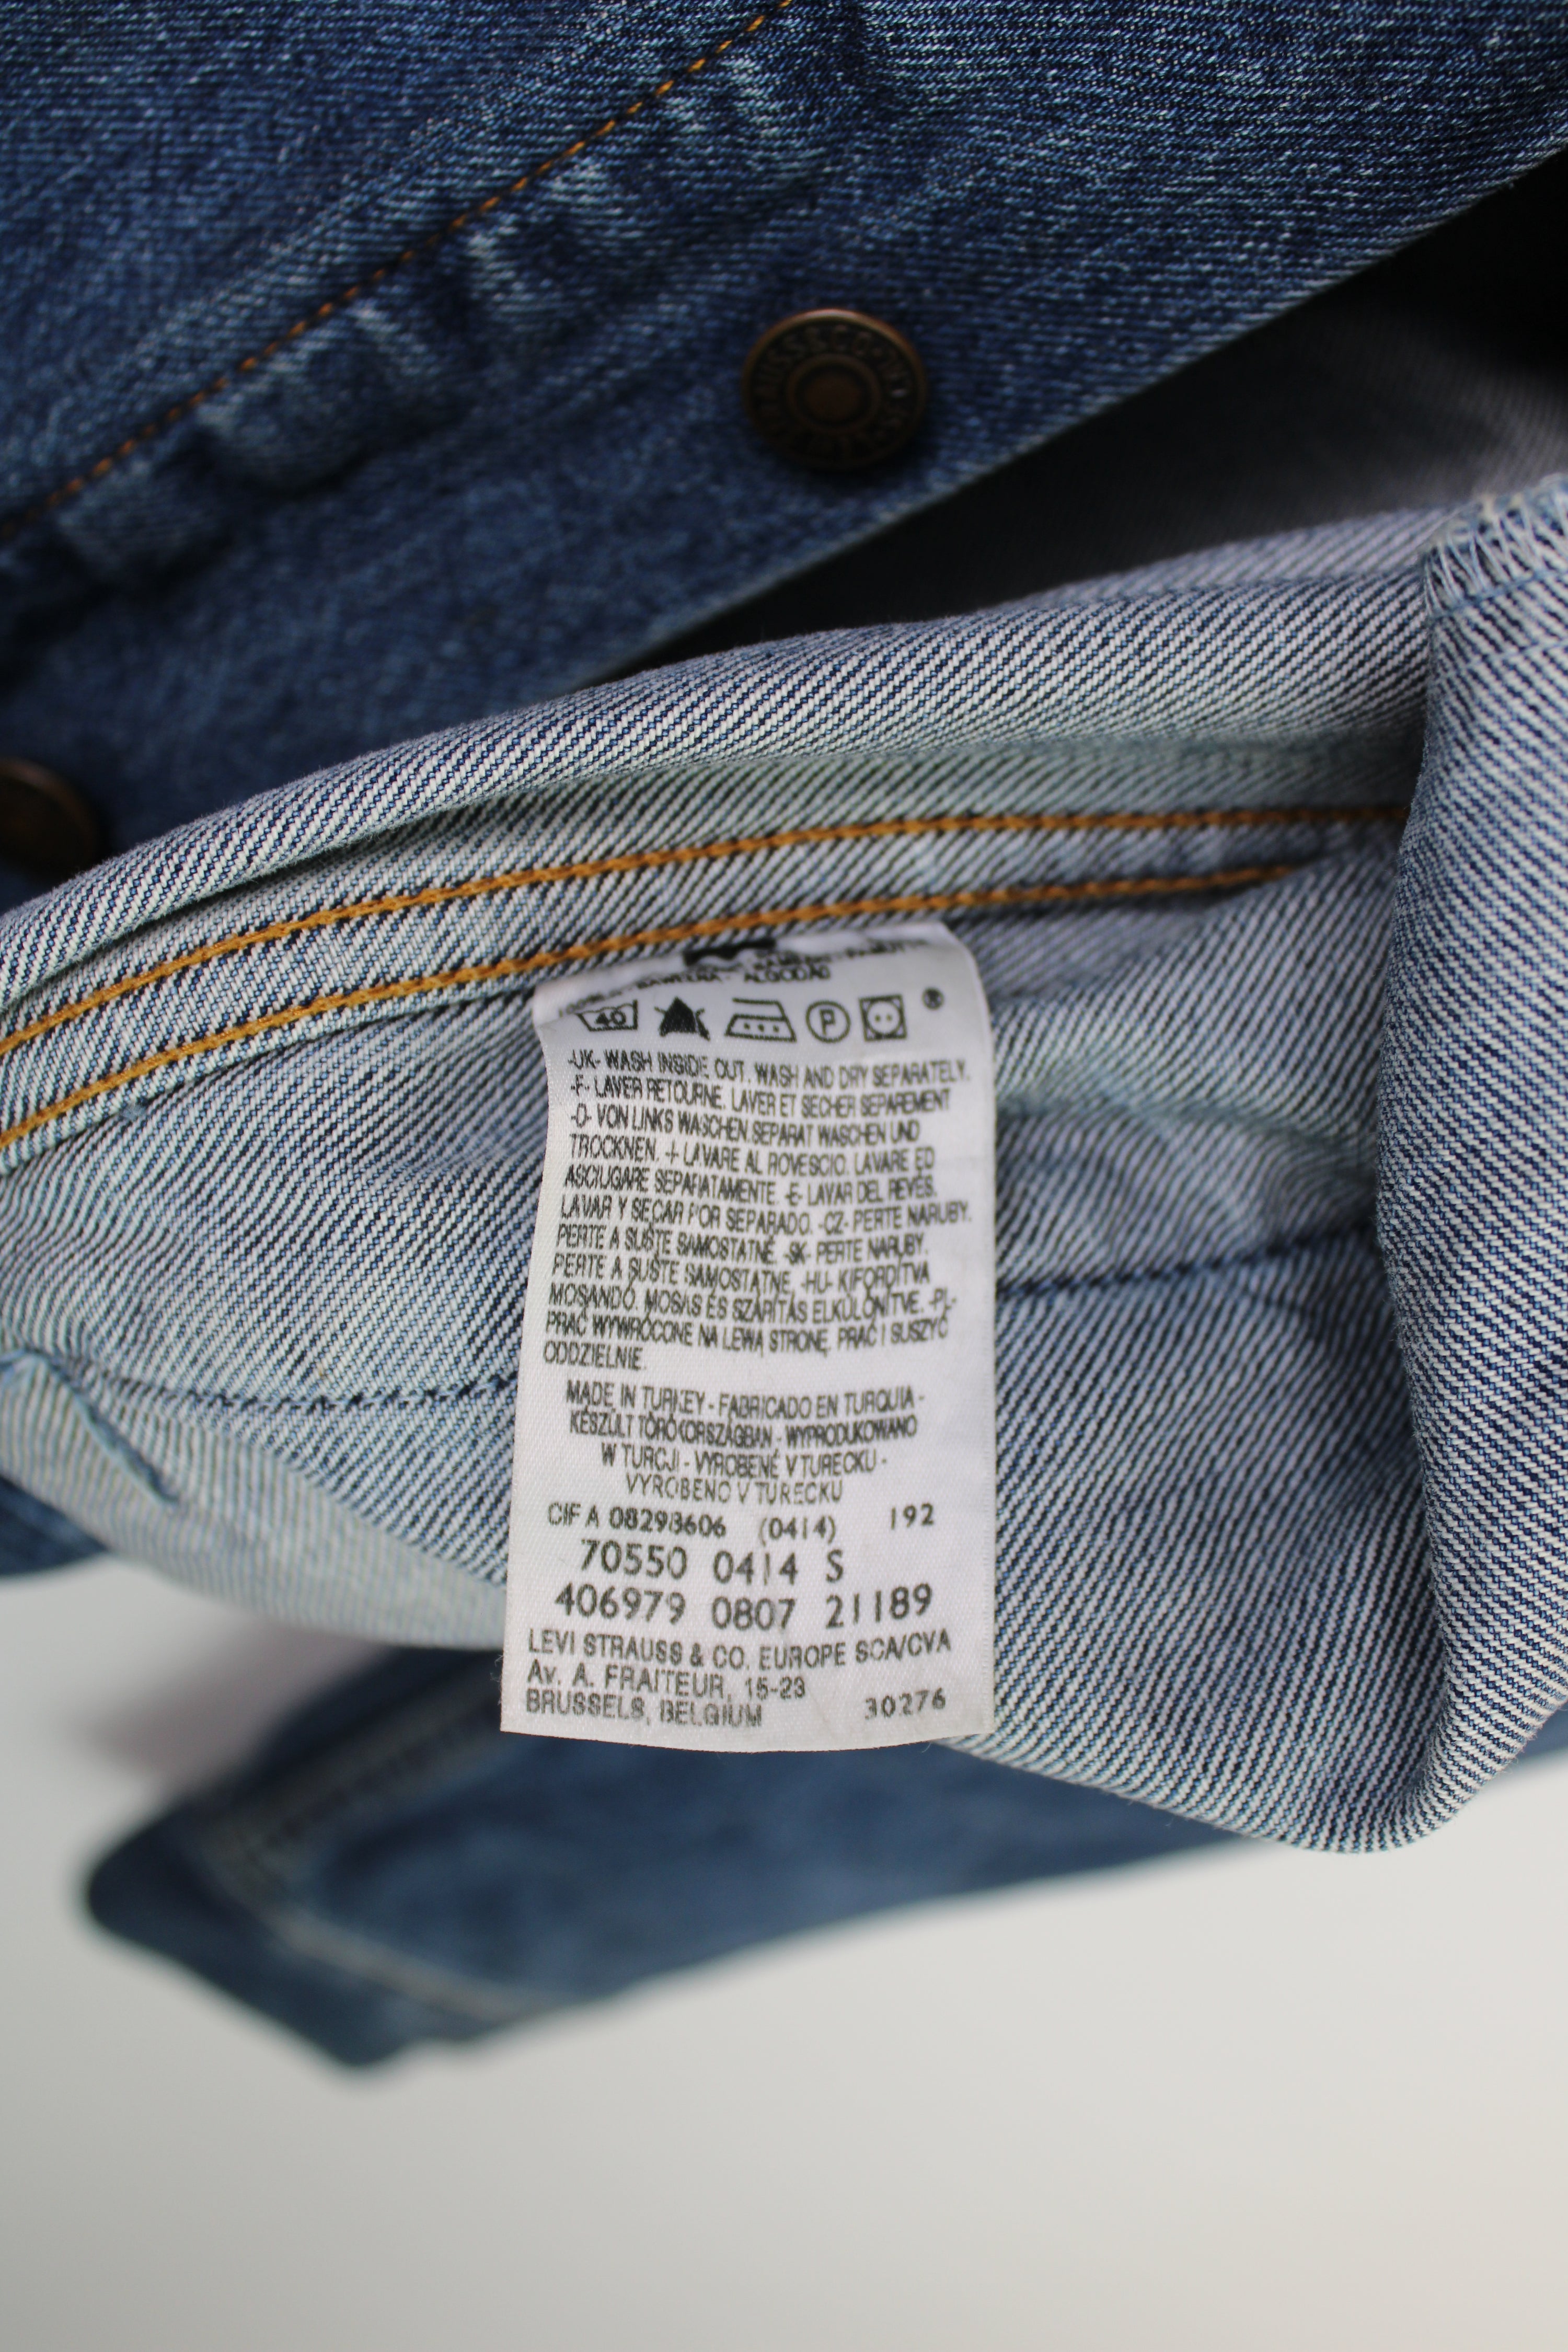 STRAUSS & CO
ALGODÃO
40 P ®
-UK- WASH INSIDE OUT. WASH AND DRY SEPARATELY.
-F- LAVER RETOURNE. LAVER ET SECHER SEPAREMENT
-D- VON LINKS WASCHEN. SEPARAT WASCHEN UND
TROCKNEN. -I- LAVARE AL ROVESCIO. LAVARE ED
ASCIUGARE SEPARATAMENTE. -E- LAVAR DEL REVÉS.
LAVAR Y SECAR POR SEPARADO. -CZ- PERTE NARUBY.
PERTE A SUŠTE SAMOSTATNĚ. -SK- PERTE NARUBY.
PERTE A SUŠTE SAMOSTATNE. -HU- KIFORDÍTVA
MOSANDÓ. MOSÁS ÉS SZÁRÍTÁS ELKÜLÖNÍTVE. -PL-
PRAĆ WYWRÓCONE NA LEWĄ STRONĘ. PRAĆ I SUSZYĆ
ODDZIELNIE.
MADE IN TURKEY - FABRICADO EN TURQUIA -
KÉSZÜLT TÖRÖKORSZÁGBAN - WYPRODUKOWANO
W TURCJI - VYROBENÉ V TURECKU -
VYROBENO V TURECKU
CIF A 08298606 (0414) 192
70550 0414 S
406979 0807 21189
LEVI STRAUSS & CO. EUROPE SCA/CVA
Av. A. FRAITEUR, 15-23
BRUSSELS, BELGIUM 30276